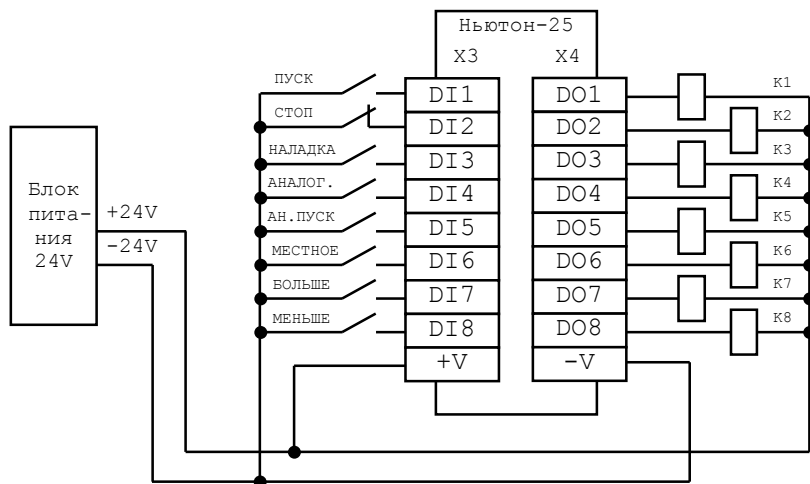 Ньютон-25
X3
X4
ПУСК
DI1
DO1
K1
СТОП
DI2
DO2
K2
НАЛАДКА
DI3
DO3
K3
АНАЛОГ.
DI4
DO4
K4
АН.ПУСК
DI5
DO5
K5
МЕСТНОЕ
DI6
DO6
K6
БОЛЬШЕ
DI7
DO7
K7
МЕНЬШЕ
DI8
DO8
K8
+V
-V
Блок
пита-
ния
24V
+24V
-24V